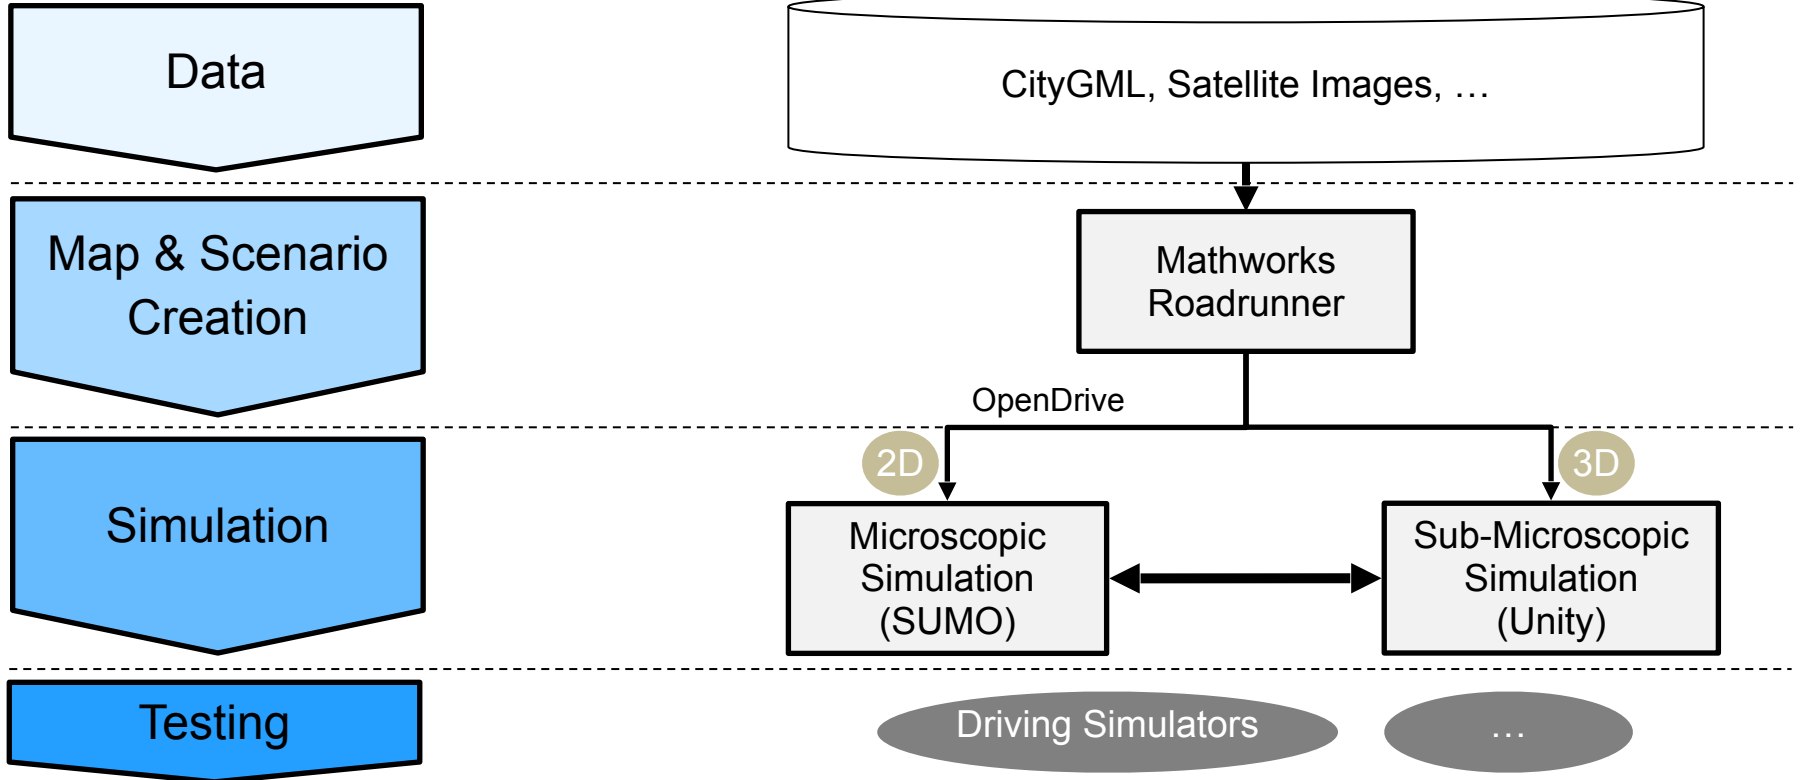 Data
CityGML, Satellite Images, …
Map & Scenario
Creation
Mathworks
Roadrunner
OpenDrive
2D
3D
Simulation
Microscopic
Simulation
(SUMO)
Sub-Microscopic
Simulation
(Unity)
Testing
Driving Simulators
…